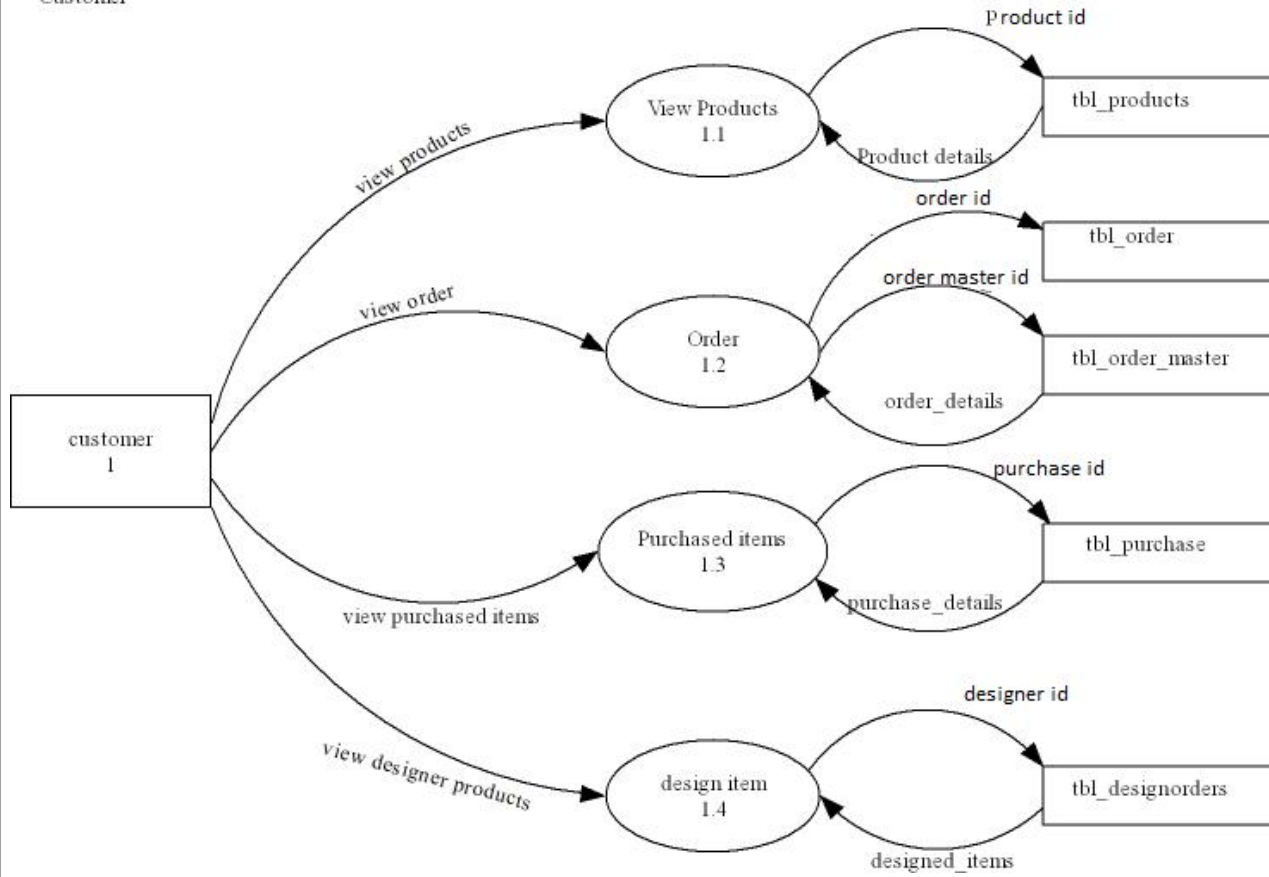 Customer
Product id
View Products
1.1
tbl_products
view products
Product details
order id
tbl_order
order master id
view order
Order
1.2
tbl_order_master
order_details
customer
1
purchase id
Purchased items
1.3
tbl_purchase
purchase_details
view purchased items
designer id
view designer products
design item
1.4
tbl_designorders
designed_items